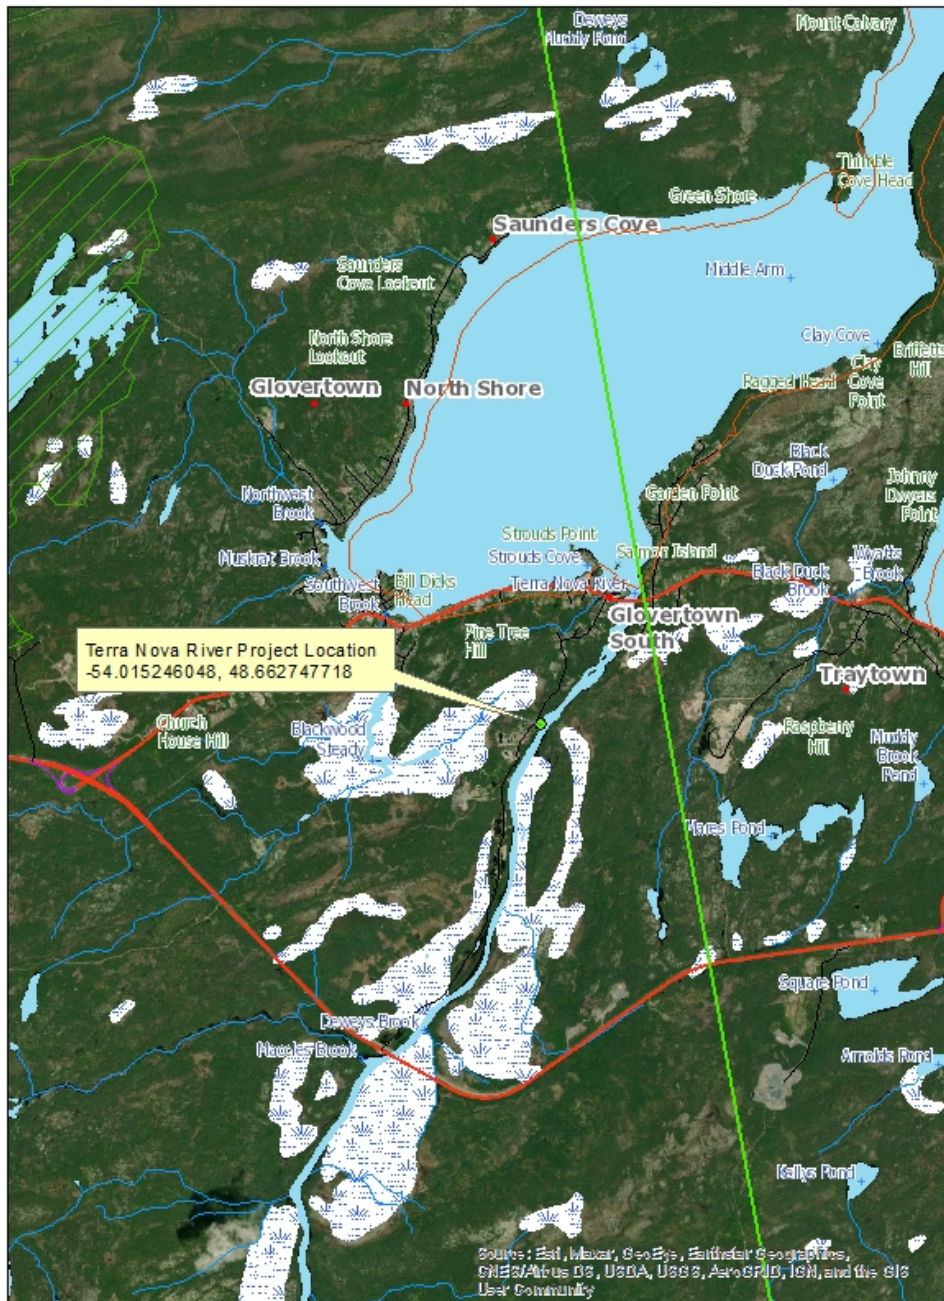 Mount Calvary
Deweys
Muddy Pond
Thimble
Cove Head
Green Shore
Saunders Cove
Saunders
Cove Lookout
Middle Arm
North Shore
Lookout
Clay Cove
Briffetts
Hill
Clay
Cove
Point
Ragged Head
Glovertown
North Shore
Black
Duck Pond
Johnny
Dwyers
Point
Northwest
Brook
Garden Point
Strouds Point
Muskrat Brook
Strouds Cove
Salmon Island
Wyatts
Brook
Southwest
Brook
Bill Dicks
Head
Terra Nova River
Black Duck
Brook
Glovertown
South
Pine Tree
Hill
Terra Nova River Project Location
-54.015246048, 48.662747718
Traytown
Church
House Hill
Blackwood
Steady
Raspberry
Hill
Muddy
Brook
Pond
Mares Pond
Square Pond
Deweys Brook
Maccles Brook
Arnolds Pond
Kellys Pond
Source: Esri, Maxar, GeoEye, Earthstar Geographics,
CNES/Airbus DS, USDA, USGS, AeroGRID, IGN, and the GIS
User Community